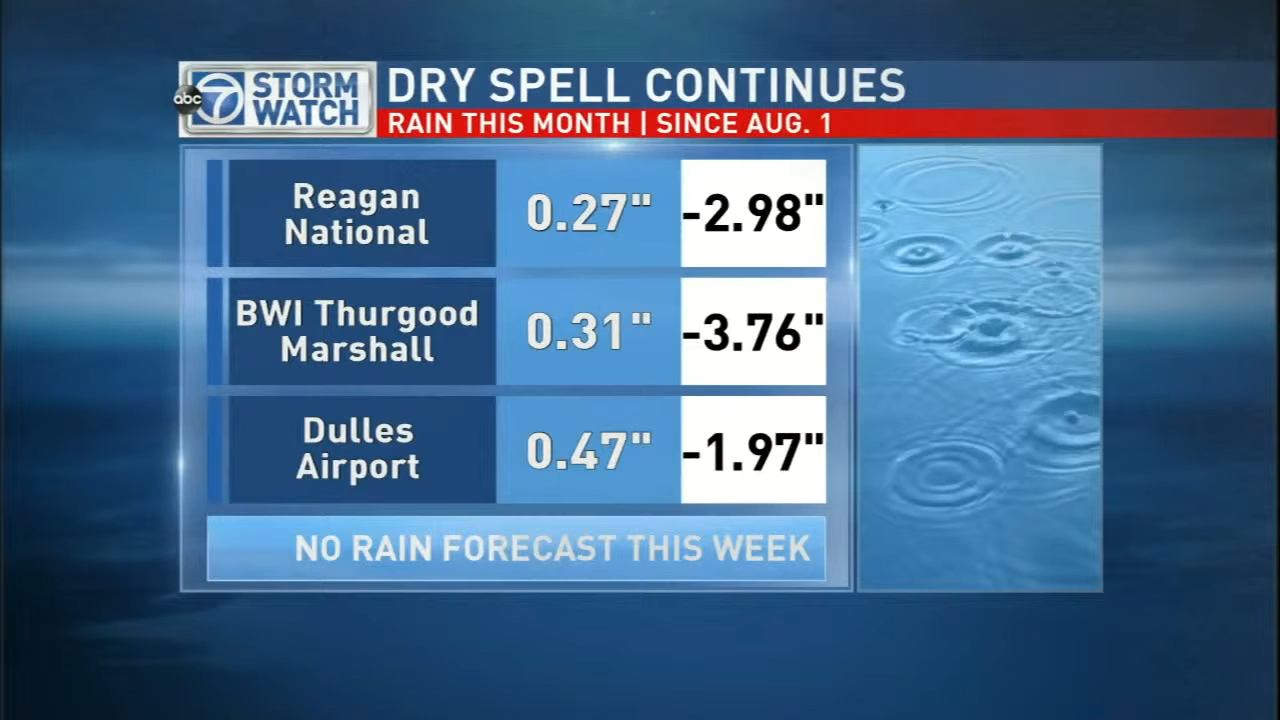 abc 7 STORM WATCH
DRY SPELL CONTINUES
RAIN THIS MONTH | SINCE AUG. 1
Reagan National 0.27" -2.98"
BWI Thurgood Marshall 0.31" -3.76"
Dulles Airport 0.47" -1.97"
NO RAIN FORECAST THIS WEEK